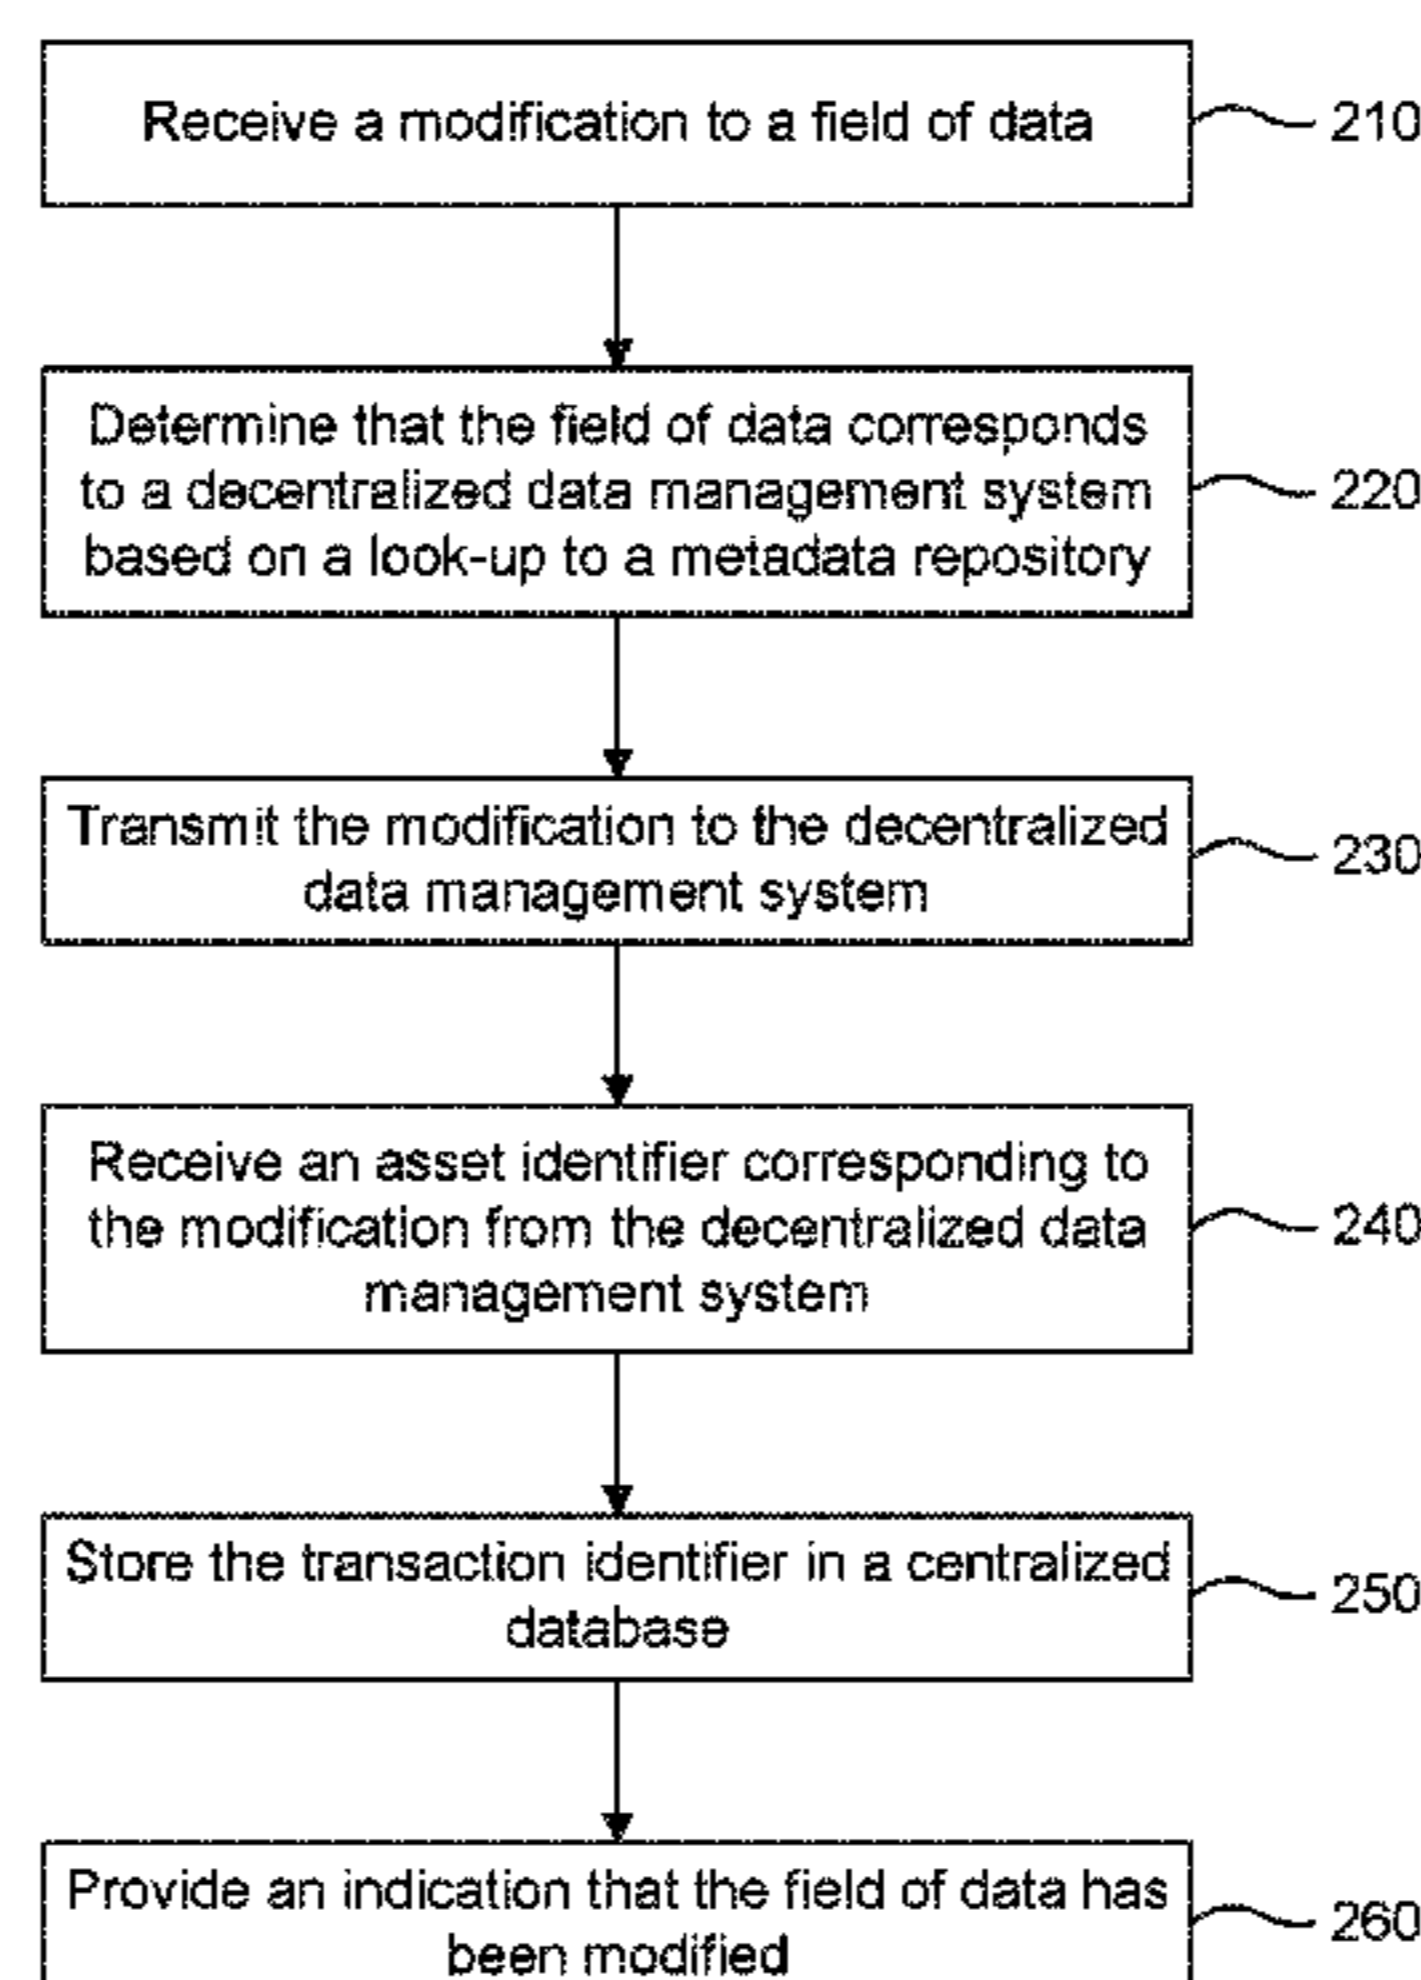 Receive a modification to a field of data
210
Determine that the field of data corresponds
to a decentralized data management system
based on a look-up to a metadata repository
220
Transmit the modification to the decentralized
data management system
230
Receive an asset identifier corresponding to
the modification from the decentralized data
management system
240
Store the transaction identifier in a centralized
database
250
Provide an indication that the field of data has
been modified
260